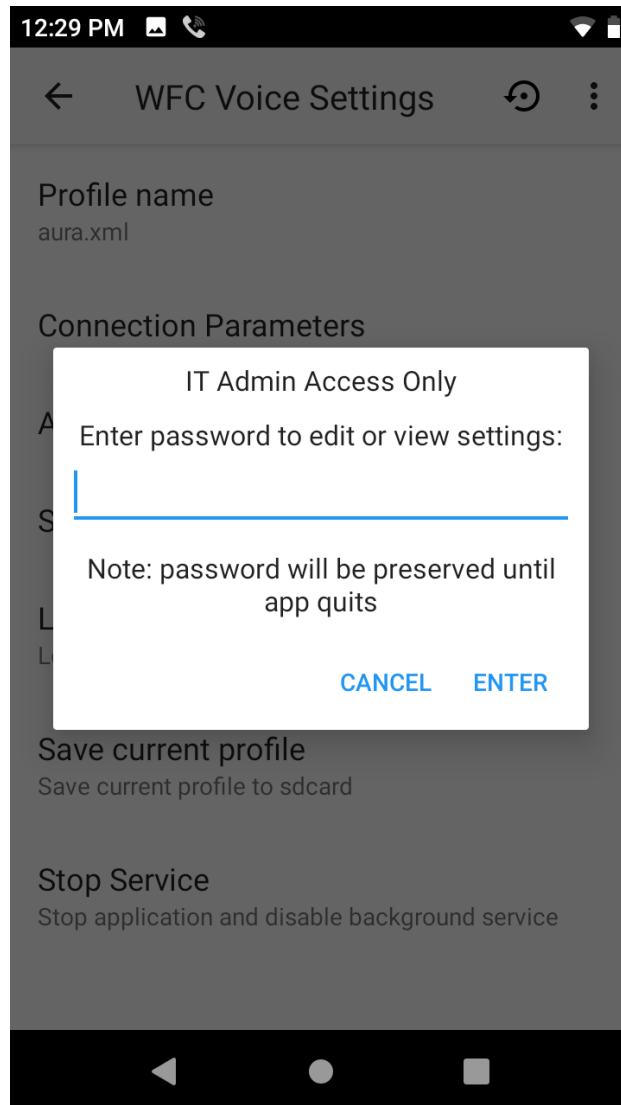 12:29 PM
WFC Voice Settings
Profile name
aura.xml
Connection Parameters
IT Admin Access Only
Enter password to edit or view settings:
Note: password will be preserved until
app quits
CANCEL ENTER
Save current profile
Save current profile to sdcard
Stop Service
Stop application and disable background service